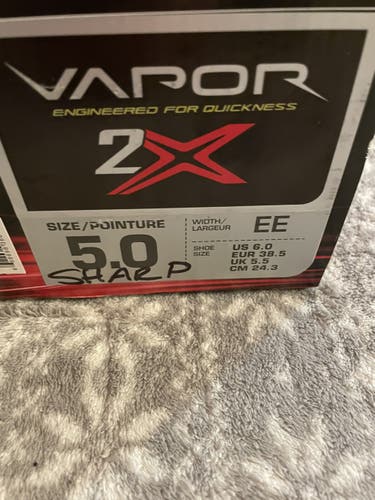 VAPOR
ENGINEERED FOR QUICKNESS
2X
SIZE/POINTURE
5.0
SHARP
WIDTH/
LARGEUR
EE
SHOE
SIZE
US 6.0
EUR 38.5
UK 5.5
CM 24.3